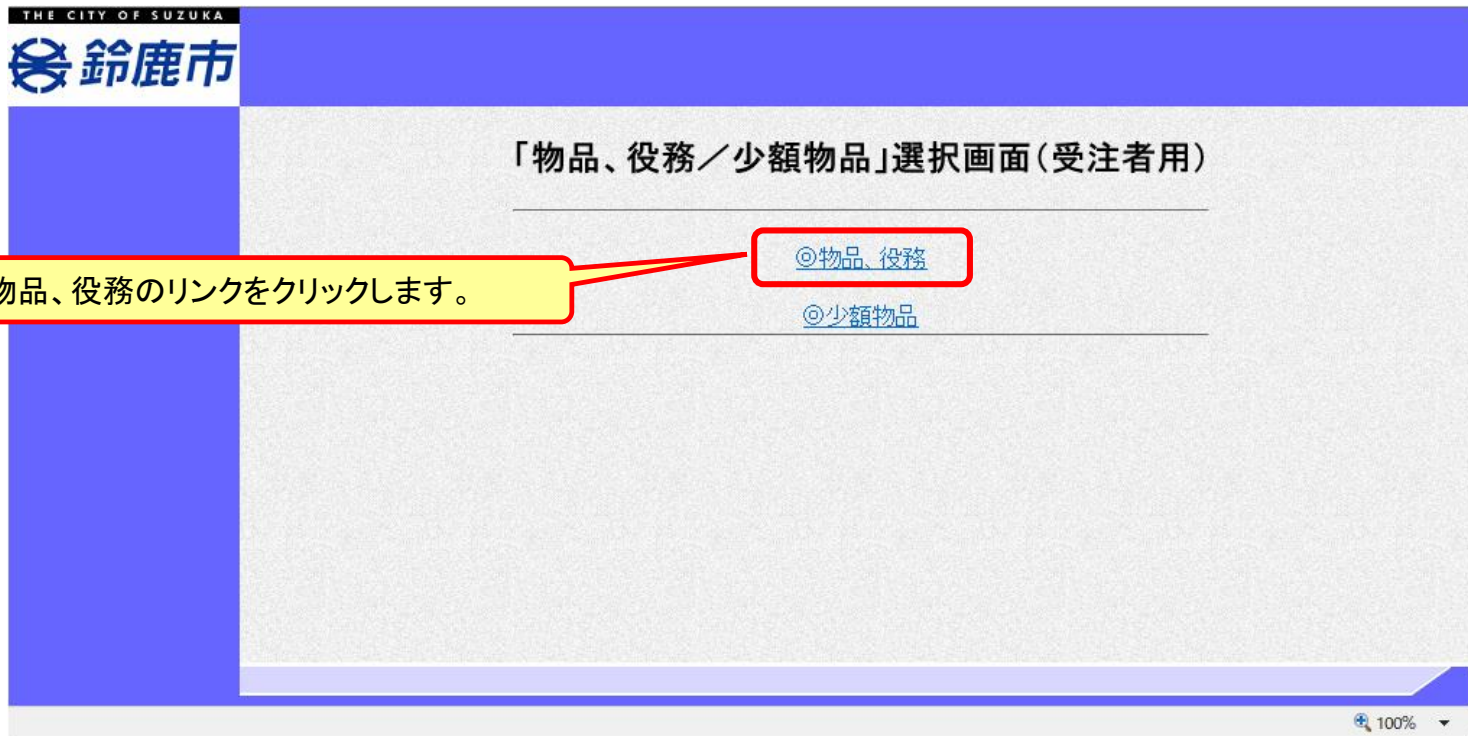 THE CITY OF SUZUKA
鈴鹿市
「物品、役務／少額物品」選択画面（受注者用）
◎物品、役務
物品、役務のリンクをクリックします。
◎少額物品
100%